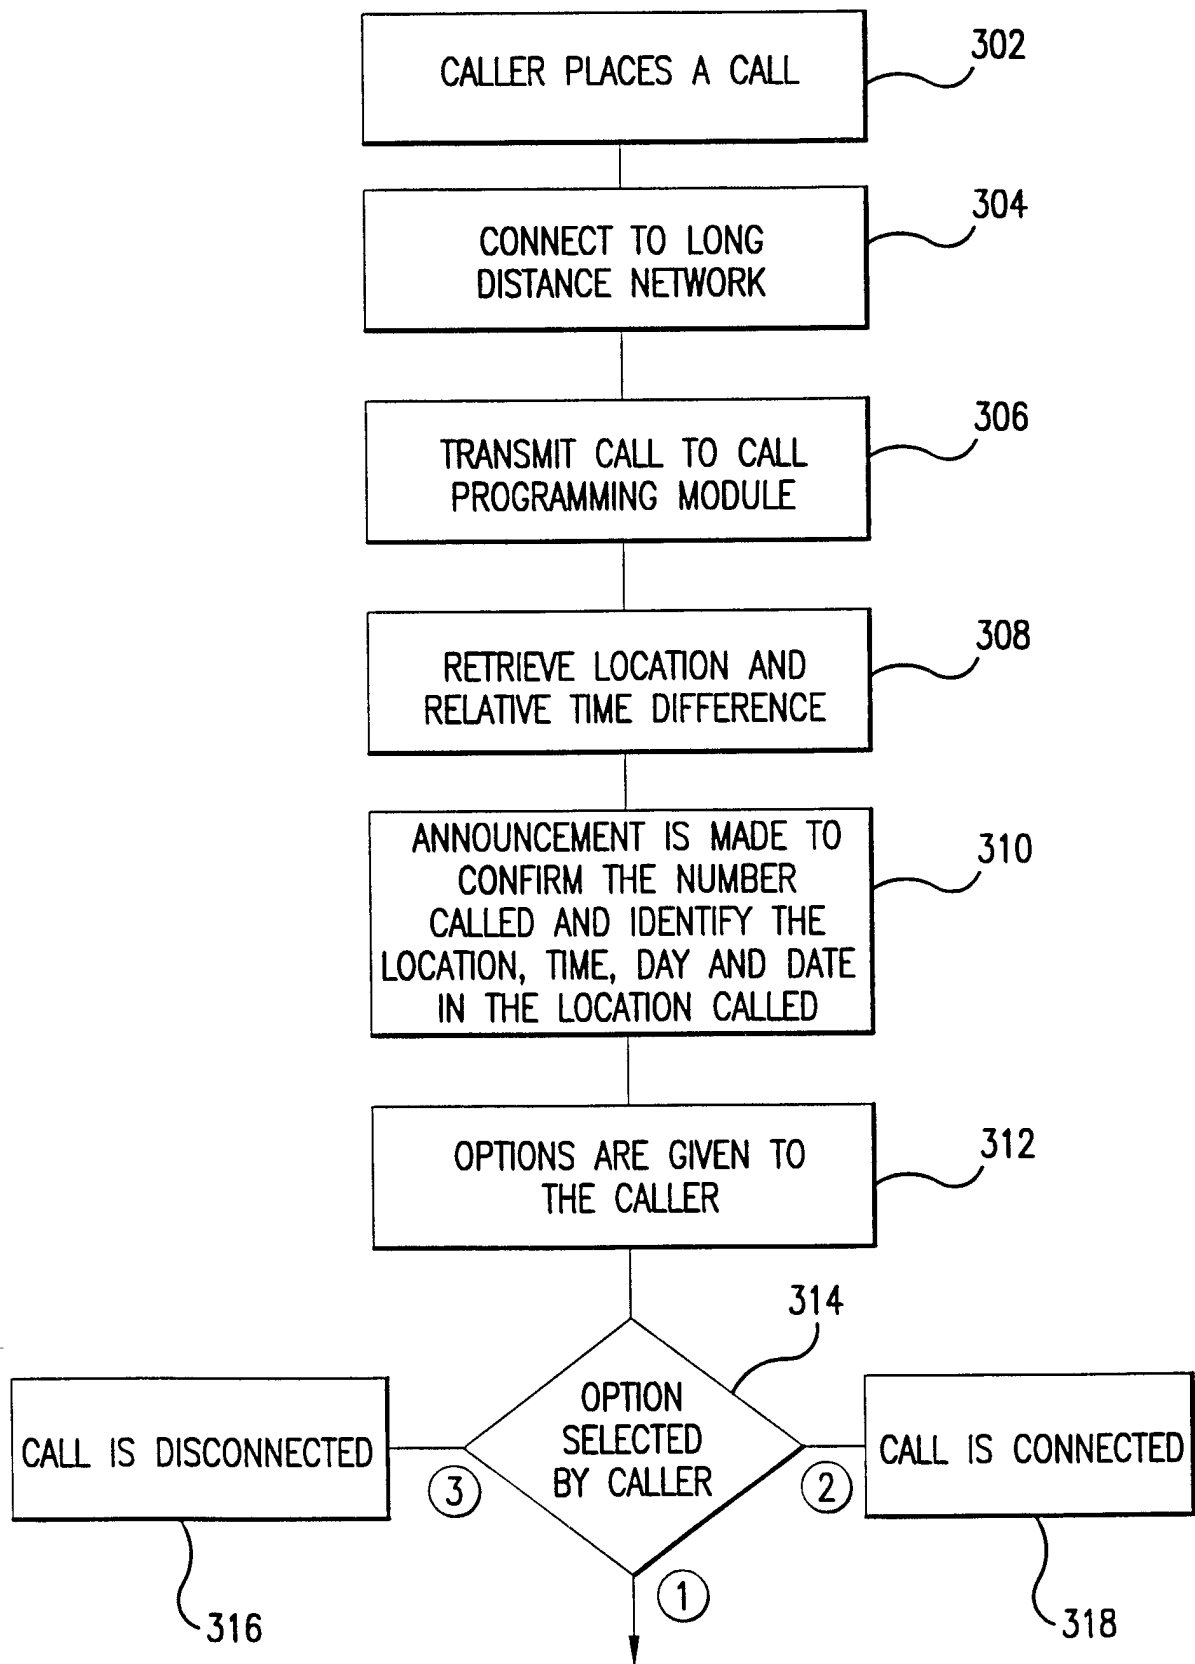 CALLER PLACES A CALL
302
CONNECT TO LONG
DISTANCE NETWORK
304
TRANSMIT CALL TO CALL
PROGRAMMING MODULE
306
RETRIEVE LOCATION AND
RELATIVE TIME DIFFERENCE
308
ANNOUNCEMENT IS MADE TO
CONFIRM THE NUMBER
CALLED AND IDENTIFY THE
LOCATION, TIME, DAY AND DATE
IN THE LOCATION CALLED
310
OPTIONS ARE GIVEN TO
THE CALLER
312
314
OPTION
SELECTED
BY CALLER
CALL IS DISCONNECTED
3
316
CALL IS CONNECTED
2
318
1